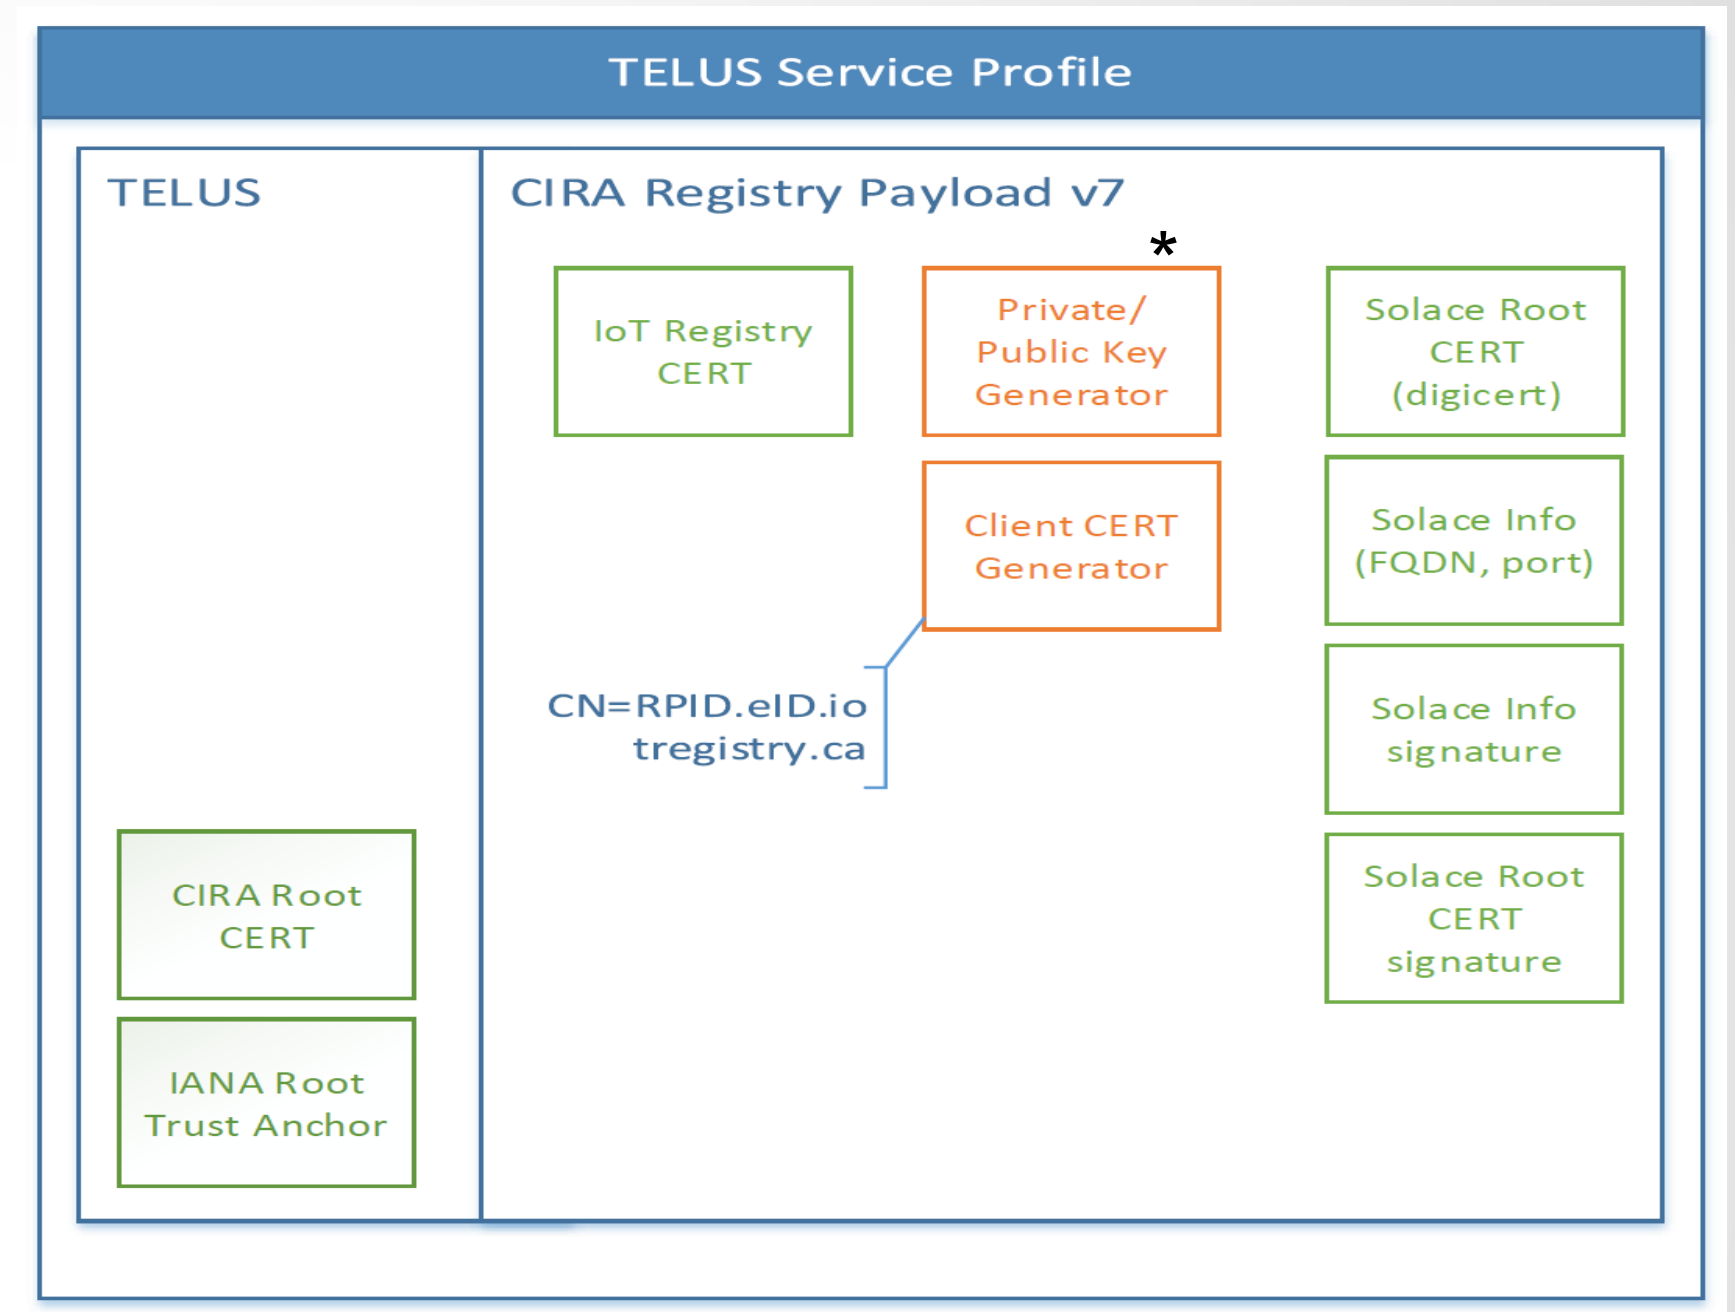 TELUS Service Profile
TELUS
CIRA Registry Payload v7
*
IoT Registry
CERT
Private/
Public Key
Generator
Solace Root
CERT
(digicert)
Client CERT
Generator
Solace Info
(FQDN, port)
CN=RPID.eID.io
tregistry.ca
Solace Info
signature
CIRA Root
CERT
Solace Root
CERT
signature
IANA Root
Trust Anchor